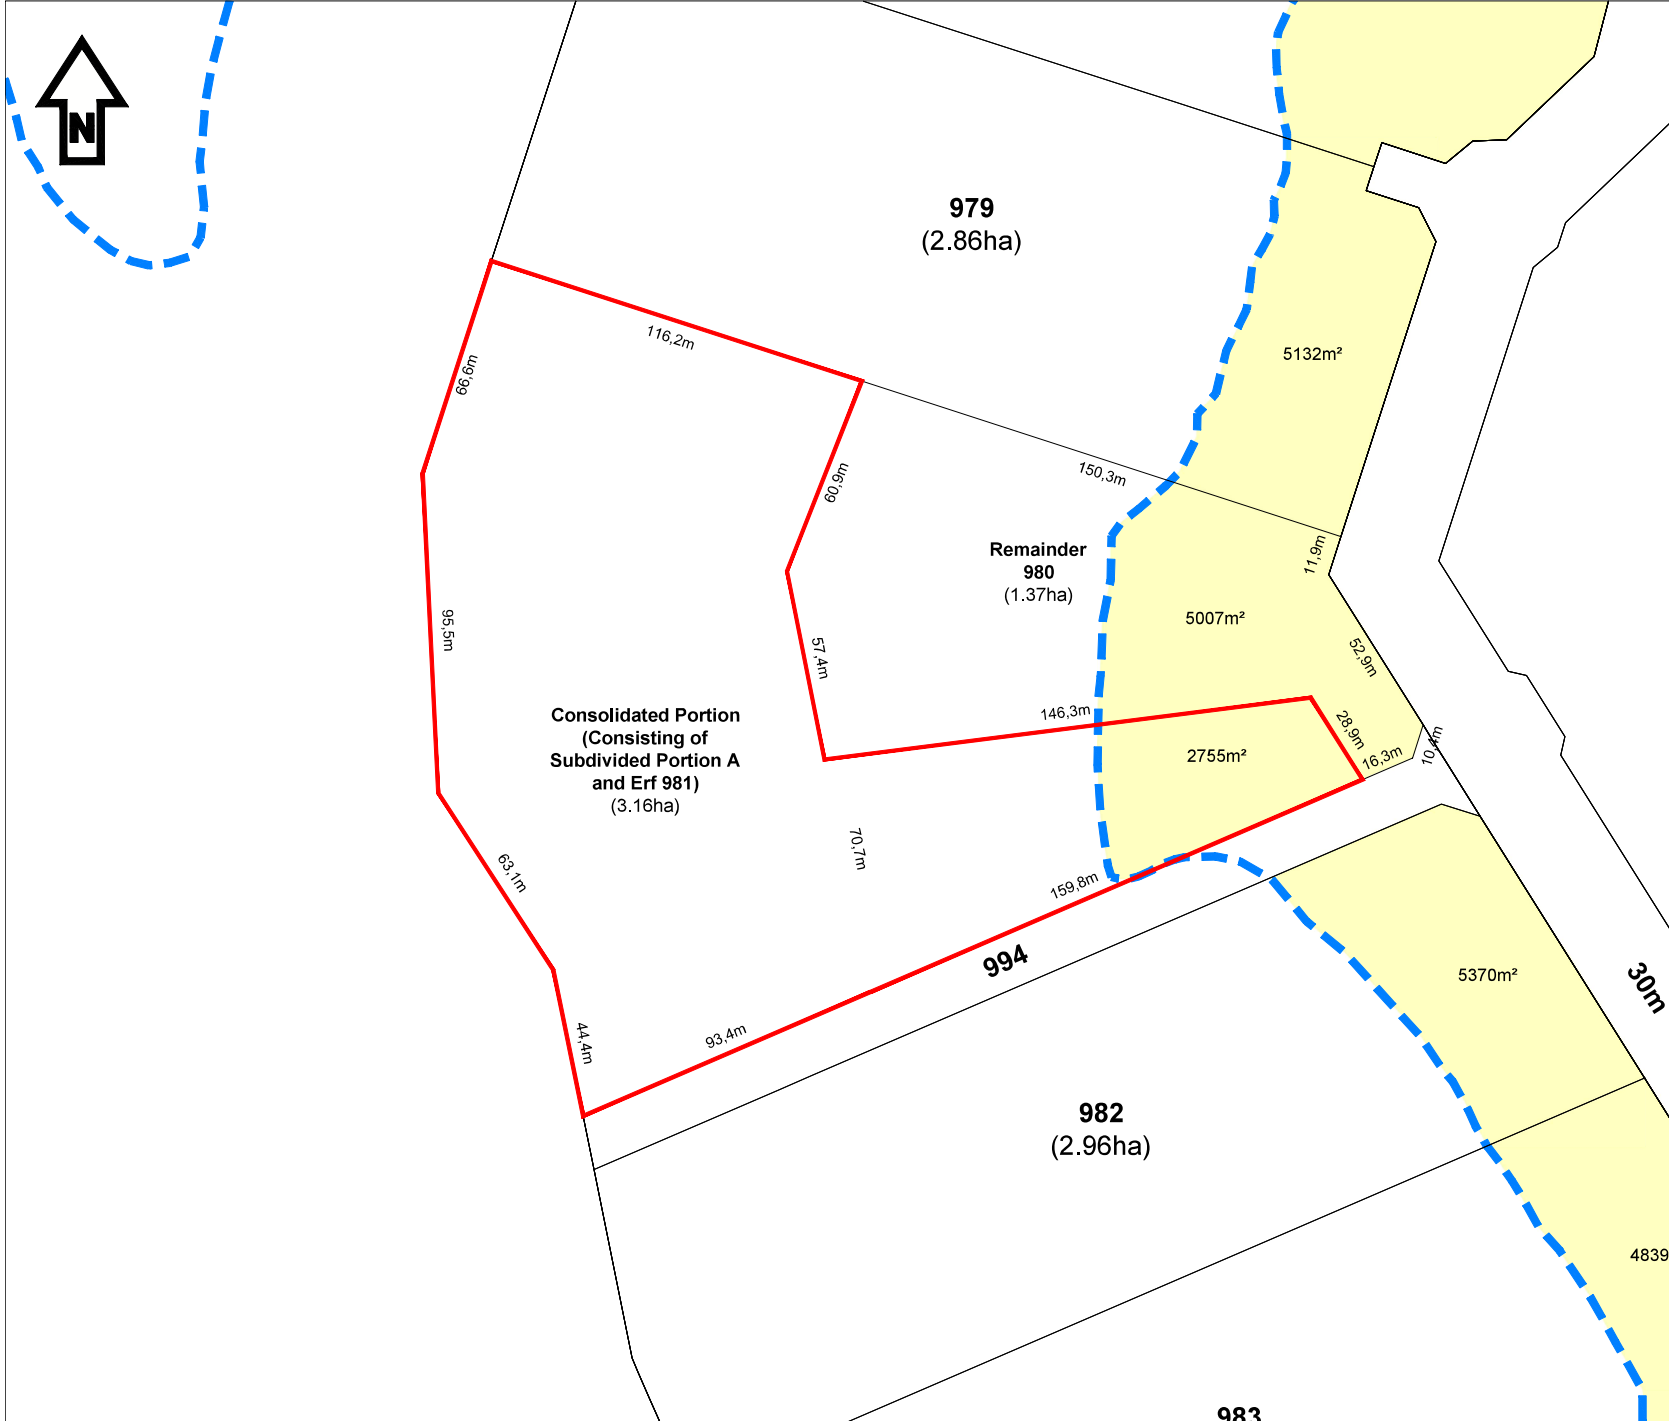 N
979
(2.86ha)
116,2m
66,6m
5132m²
60,9m
150,3m
Remainder
980
(1.37ha)
11,9m
5007m²
95,5m
57,4m
52,9m
Consolidated Portion
(Consisting of
Subdivided Portion A
and Erf 981)
(3.16ha)
146,3m
28,9m
10,4m
2755m²
16,3m
70,7m
63,1m
159,8m
994
5370m²
30m
93,4m
44,4m
982
(2.96ha)
4839
983